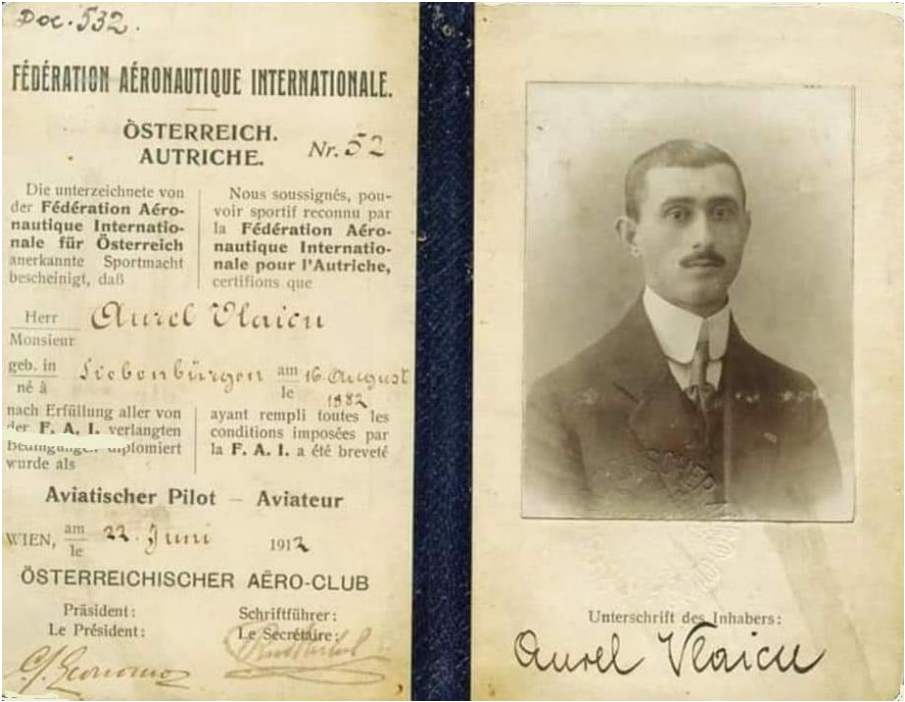 Doc. 532.
FÉDÉRATION AÉRONAUTIQUE INTERNATIONALE.
ÖSTERREICH.
AUTRICHE.
Nr. 52
Die unterzeichnete von
der Fédération Aéro-
nautique Internatio-
nale für Österreich
anerkannte Sportmacht
bescheinigt, daß
Nous soussignés, pou-
voir sportif reconnu par
la Fédération Aéro-
nautique Internatio-
nale pour l'Autriche,
certifions que
Herr
Monsieur
Aurel Vlaicu
geb. in
né à
Siebenbürgen
am
le
16. August
1882
nach Erfüllung aller von
der F. A. I. verlangten
diplomiert
wurde als
ayant rempli toutes les
conditions imposées par
la F. A. I. a été breveté
Aviatischer Pilot – Aviateur
WIEN,
am
le
22. Juni
1912
ÖSTERREICHISCHER AËRO-CLUB
Präsident:
Le Président:
Schriftführer:
Le Secrétaire:
Unterschrift des Inhabers:
Aurel Vlaicu